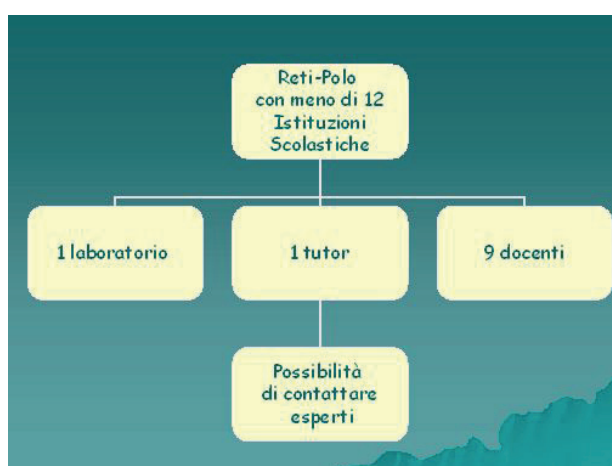 Reti-Polo
con meno di 12
Istituzioni
Scolastiche
1 laboratorio
1 tutor
9 docenti
Possibilità
di contattare
esperti